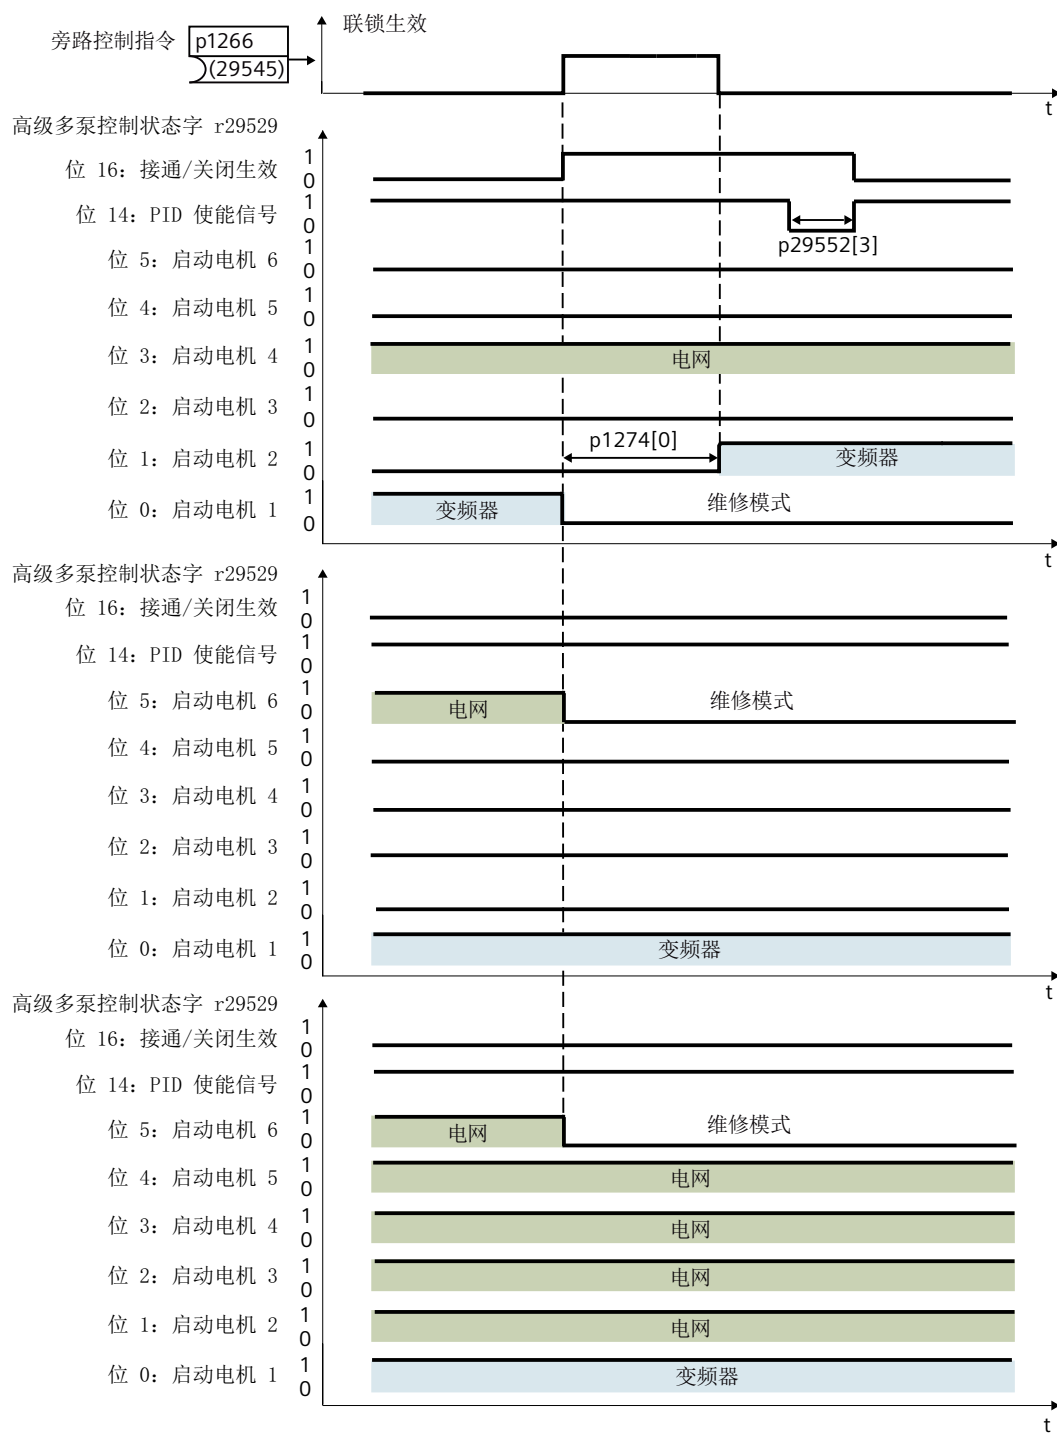 联锁生效
旁路控制指令 p1266
(29545)
t
高级多泵控制状态字 r29529
位 16：接通/关闭生效 1
0
位 14：PID 使能信号 1
0
p29552[3]
位 5：启动电机 6 1
0
位 4：启动电机 5 1
0
位 3：启动电机 4 1 电网
0
位 2：启动电机 3 1
0
p1274[0]
位 1：启动电机 2 1 变频器
0
位 0：启动电机 1 1 变频器 维修模式
0
t
高级多泵控制状态字 r29529
位 16：接通/关闭生效 1
0
位 14：PID 使能信号 1
0
位 5：启动电机 6 1 电网 维修模式
0
位 4：启动电机 5 1
0
位 3：启动电机 4 1
0
位 2：启动电机 3 1
0
位 1：启动电机 2 1
0
位 0：启动电机 1 1 变频器
0
t
高级多泵控制状态字 r29529
位 16：接通/关闭生效 1
0
位 14：PID 使能信号 1
0
位 5：启动电机 6 1 电网 维修模式
0
位 4：启动电机 5 1 电网
0
位 3：启动电机 4 1 电网
0
位 2：启动电机 3 1 电网
0
位 1：启动电机 2 1 电网
0
位 0：启动电机 1 1 变频器
0
t